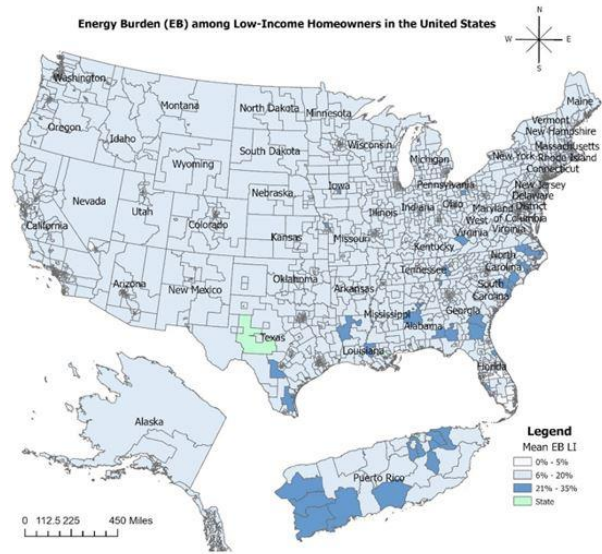 Energy Burden (EB) among Low-Income Homeowners in the United States
N
W E
S
Washington
Montana
North Dakota
Minnesota
Maine
Oregon
Idaho
Vermont
New Hampshire
Wisconsin
South Dakota
Michigan
Massachusetts
New York
Rhode Island
Connecticut
Wyoming
Iowa
Pennsylvania
Nebraska
New Jersey
Nevada
Illinois
Indiana
Ohio
Delaware
Utah
Colorado
Maryland
District
of Columbia
West
Virginia
Virginia
California
Kansas
Missouri
Kentucky
North
Carolina
Tennessee
Oklahoma
Arizona
New Mexico
Arkansas
South
Carolina
Mississippi
Georgia
Alabama
Texas
Louisiana
Florida
Alaska
Puerto Rico
Legend
Mean EB LI
0% - 5%
6% - 20%
21% - 35%
State
0 112.5 225 450 Miles